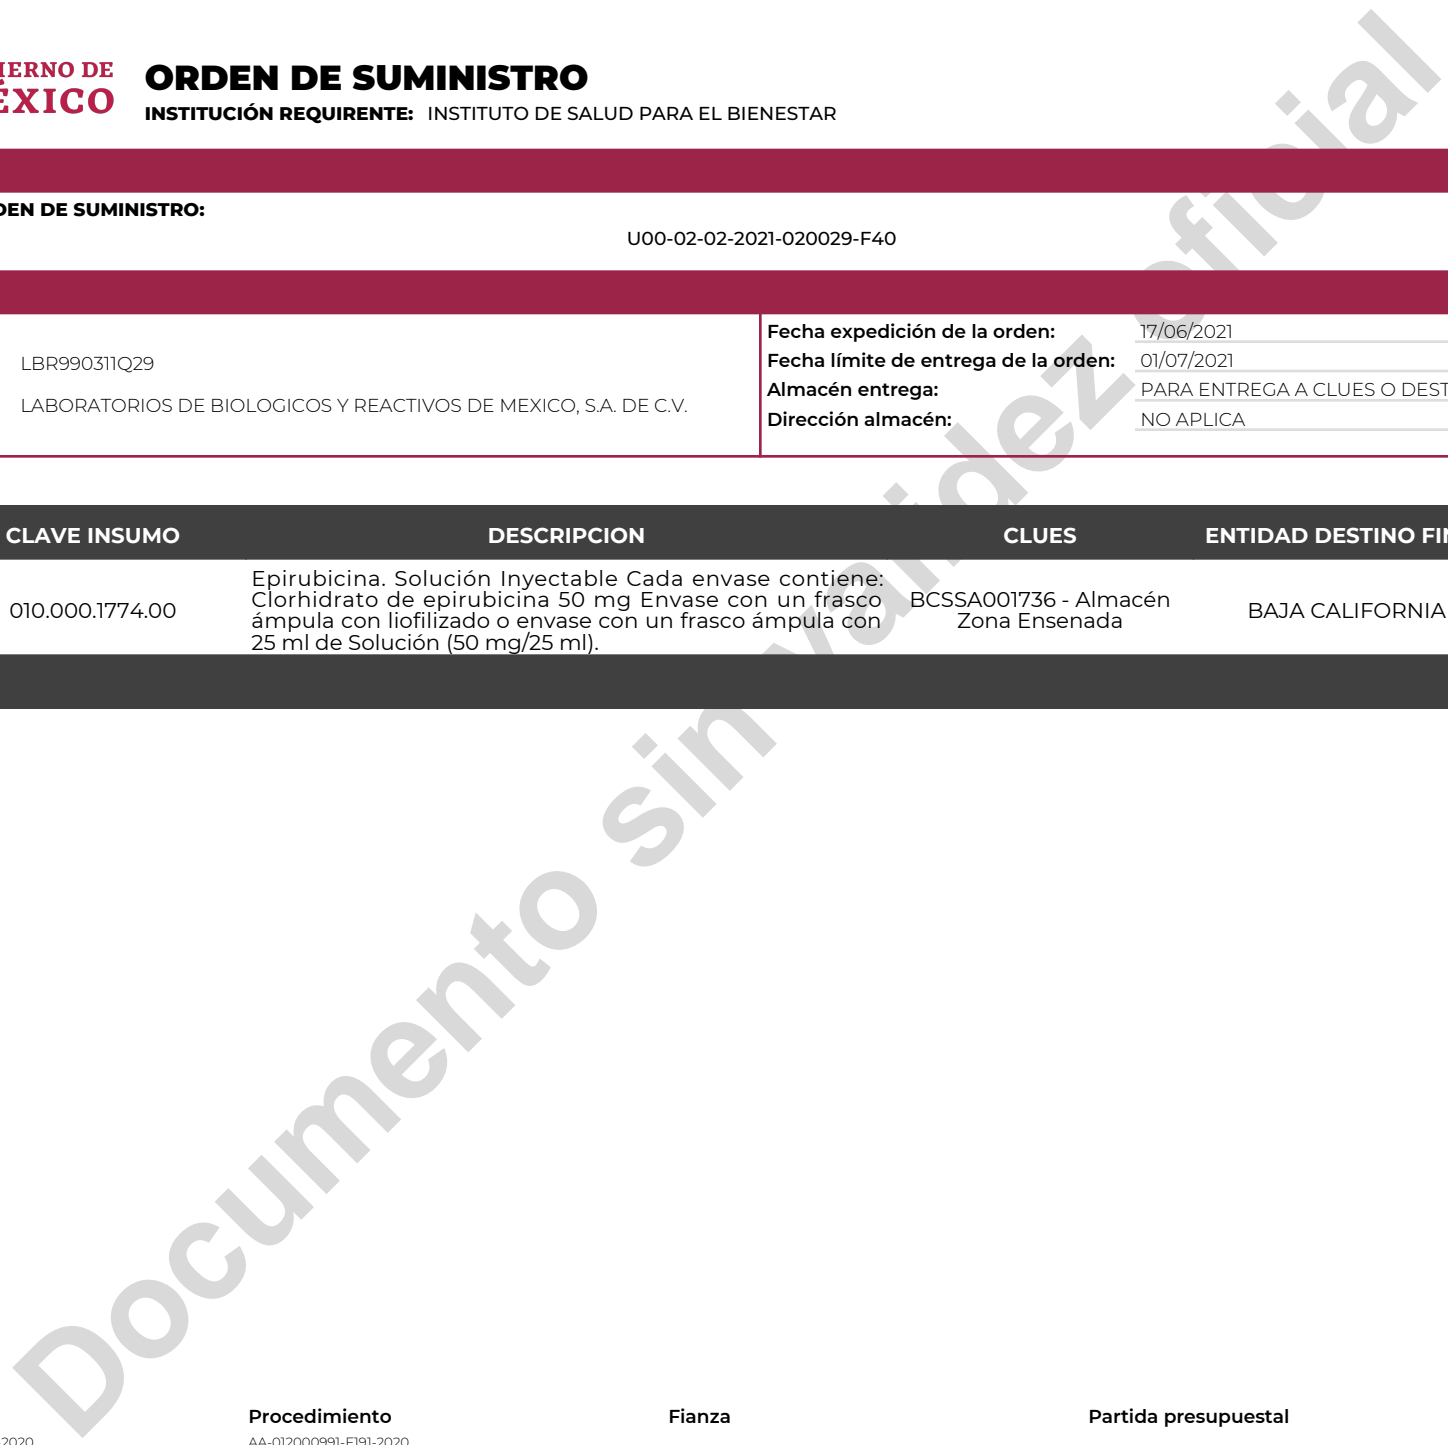 IERNO DE
ÉXICO
ORDEN DE SUMINISTRO
INSTITUCIÓN REQUIRENTE: INSTITUTO DE SALUD PARA EL BIENESTAR
DEN DE SUMINISTRO:
U00-02-02-2021-020029-F40
LBR990311Q29
LABORATORIOS DE BIOLOGICOS Y REACTIVOS DE MEXICO, S.A. DE C.V.
Fecha expedición de la orden: 17/06/2021
Fecha límite de entrega de la orden: 01/07/2021
Almacén entrega: PARA ENTREGA A CLUES O DEST
Dirección almacén: NO APLICA
CLAVE INSUMO DESCRIPCION CLUES ENTIDAD DESTINO FIN
010.000.1774.00
Epirubicina. Solución Inyectable Cada envase contiene:
Clorhidrato de epirubicina 50 mg Envase con un frasco
ámpula con liofilizado o envase con un frasco ámpula con
25 ml de Solución (50 mg/25 ml).
BCSSA001736 - Almacén
Zona Ensenada
BAJA CALIFORNIA
Documento sin validez oficial
Procedimiento Fianza Partida presupuestal
-2020 AA-012000991-E191-2020